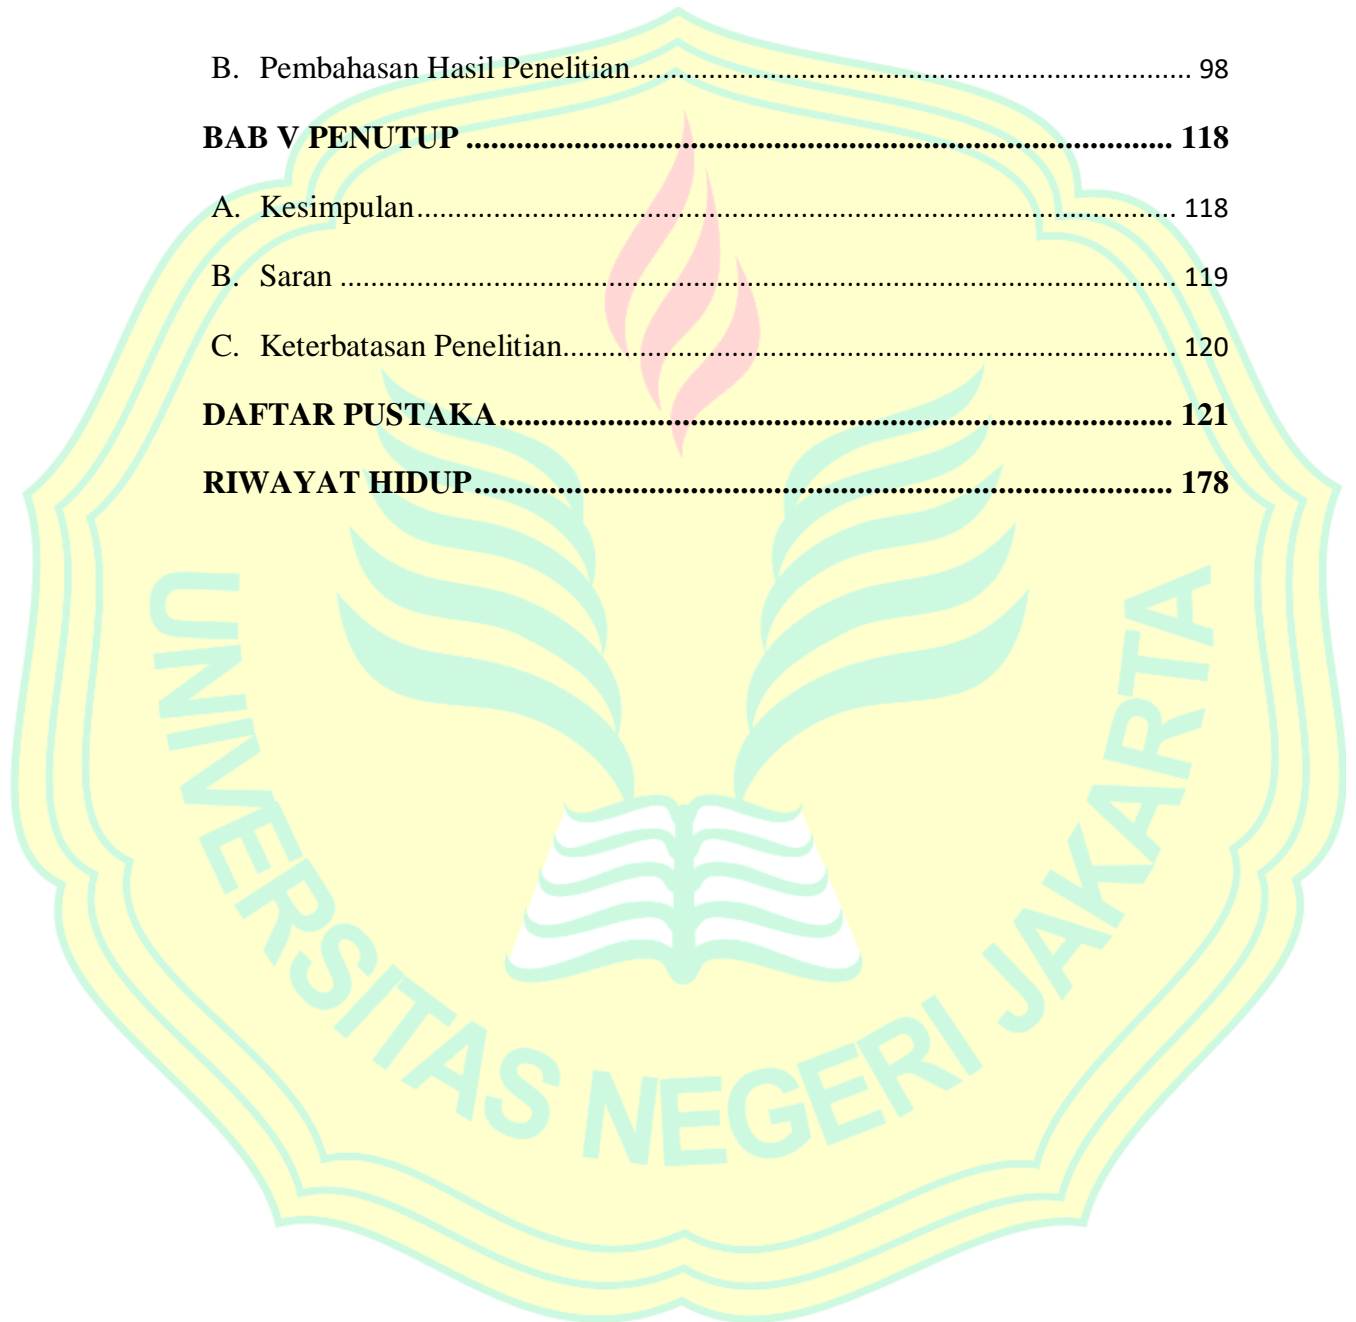 B. Pembahasan Hasil Penelitian.......................................................................... 98
BAB V PENUTUP ..................................................................................... 118
A. Kesimpulan.................................................................................................... 118
B. Saran .............................................................................................................. 119
C. Keterbatasan Penelitian................................................................................. 120
DAFTAR PUSTAKA................................................................................. 121
RIWAYAT HIDUP.................................................................................... 178
UNIVERSITAS NEGERI JAKARTA